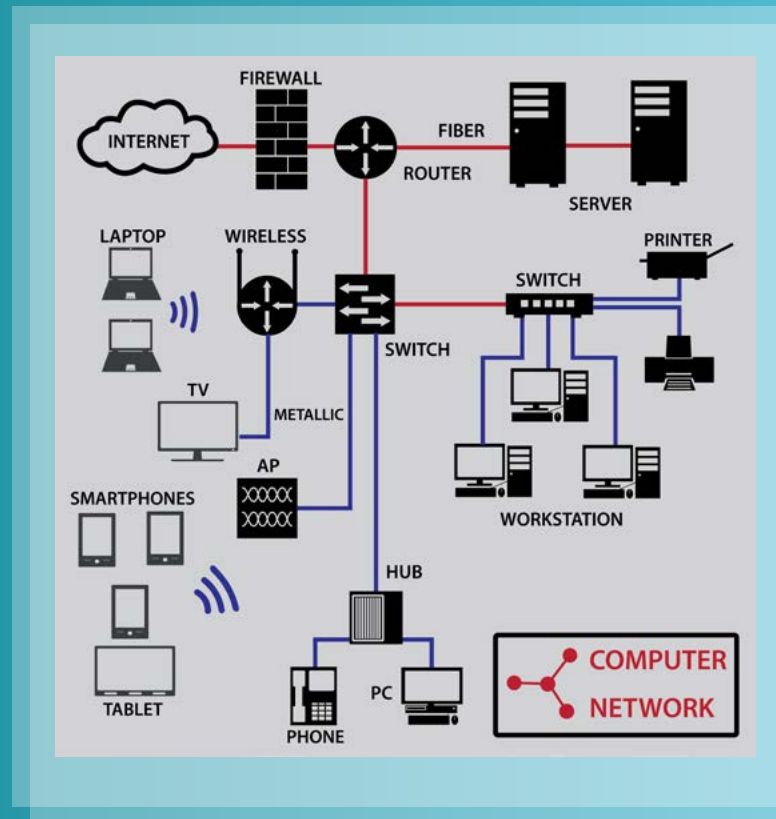 FIREWALL
INTERNET
FIBER
ROUTER
SERVER
LAPTOP
WIRELESS
PRINTER
SWITCH
SWITCH
TV
METALLIC
AP
SMARTPHONES
WORKSTATION
HUB
COMPUTER
NETWORK
PC
TABLET
PHONE